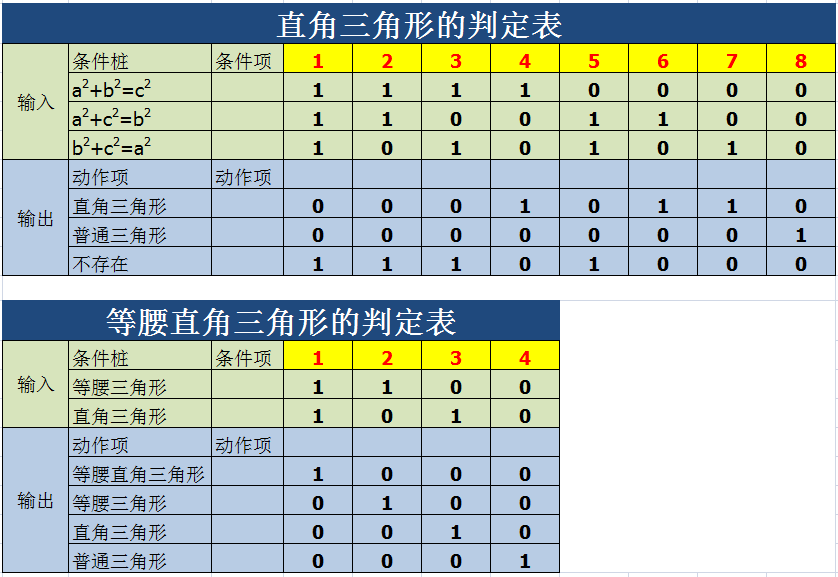 直角三角形的判定表
输入 条件桩 条件项 1 2 3 4 5 6 7 8
a²+b²=c² 1 1 1 1 0 0 0 0
a²+c²=b² 1 1 0 0 1 1 0 0
b²+c²=a² 1 0 1 0 1 0 1 0
输出 动作项 动作项
直角三角形 0 0 0 1 0 1 1 0
普通三角形 0 0 0 0 0 0 0 1
不存在 1 1 1 0 1 0 0 0
等腰直角三角形的判定表
输入 条件桩 条件项 1 2 3 4
等腰三角形 1 1 0 0
直角三角形 1 0 1 0
输出 动作项 动作项
等腰直角三角形 1 0 0 0
等腰三角形 0 1 0 0
直角三角形 0 0 1 0
普通三角形 0 0 0 1